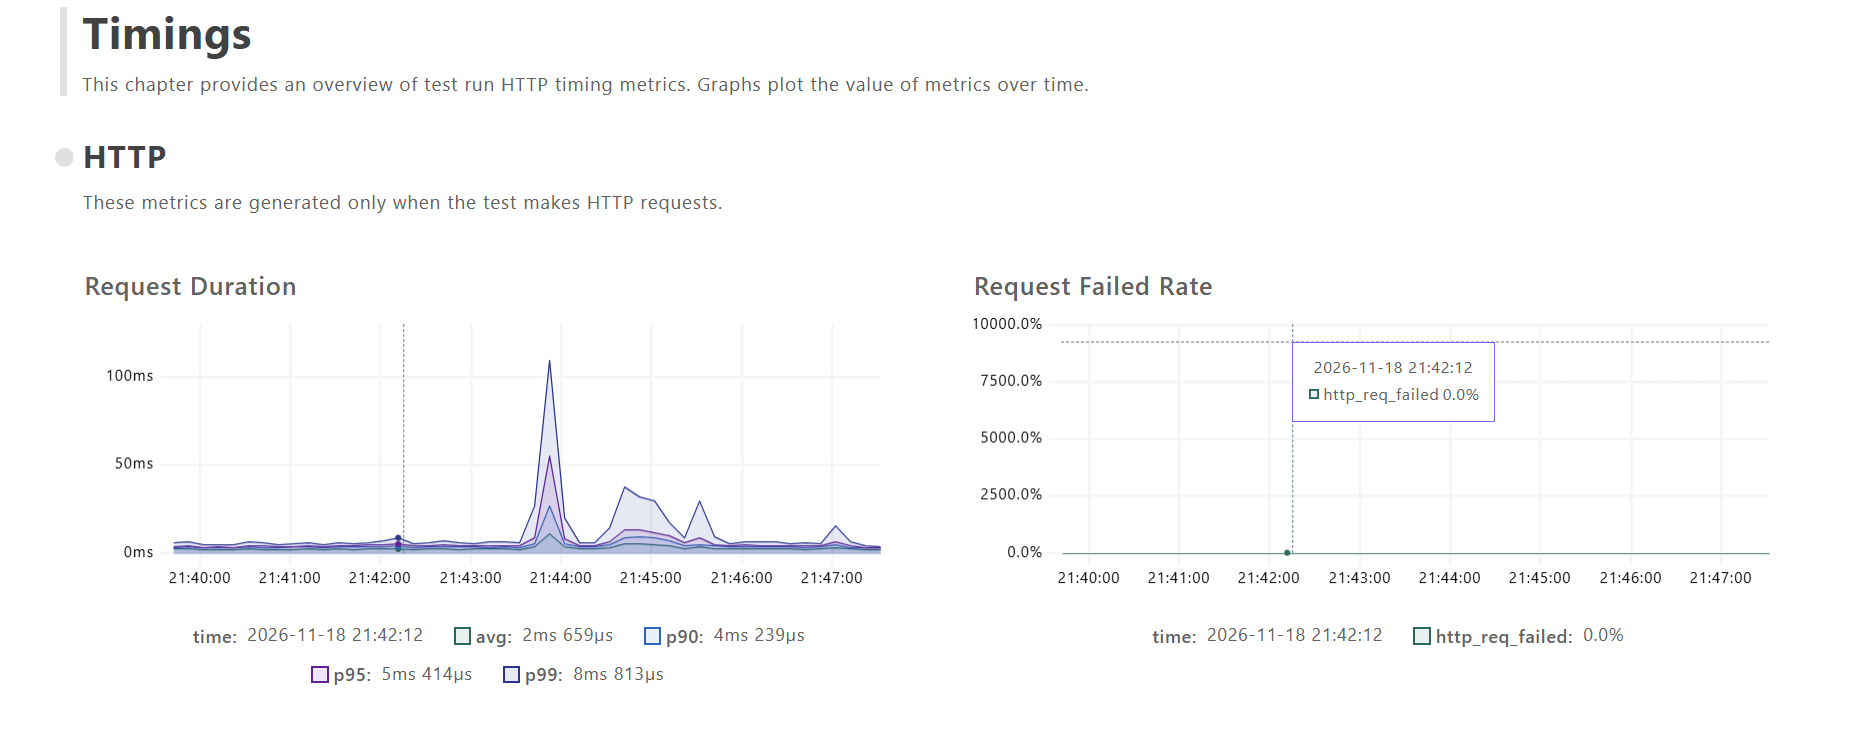 Timings
This chapter provides an overview of test run HTTP timing metrics. Graphs plot the value of metrics over time.
HTTP
These metrics are generated only when the test makes HTTP requests.
Request Duration
100ms
50ms
0ms
21:40:00 21:41:00 21:42:00 21:43:00 21:44:00 21:45:00 21:46:00 21:47:00
time: 2026-11-18 21:42:12 avg: 2ms 659µs p90: 4ms 239µs
p95: 5ms 414µs p99: 8ms 813µs
Request Failed Rate
10000.0%
7500.0%
5000.0%
2500.0%
0.0%
2026-11-18 21:42:12
http_req_failed 0.0%
21:40:00 21:41:00 21:42:00 21:43:00 21:44:00 21:45:00 21:46:00 21:47:00
time: 2026-11-18 21:42:12 http_req_failed: 0.0%